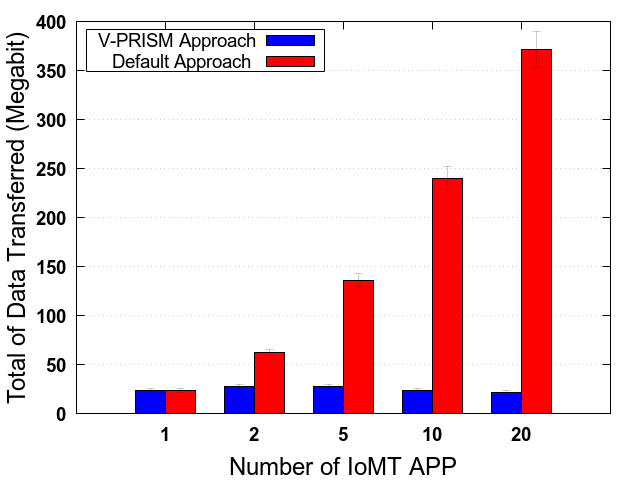 Total of Data Transferred (Megabit)
400
350
300
250
200
150
100
50
0
V-PRISM Approach
Default Approach
1 2 5 10 20
Number of IoMT APP